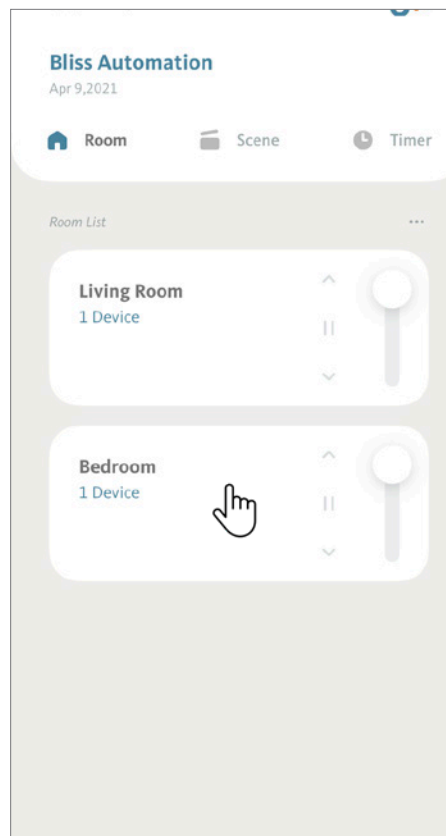 Bliss Automation
Apr 9,2021
Room Scene Timer
Room List
Living Room
1 Device
Bedroom
1 Device